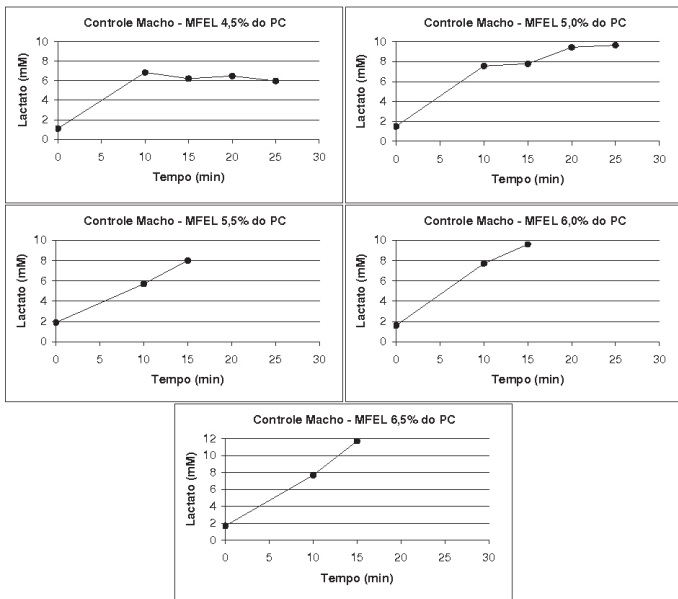 Controle Macho - MFEL 4,5% do PC
Lactato (mM)
10
8
6
4
2
0
0 5 10 15 20 25 30
Tempo (min)
Controle Macho - MFEL 5,0% do PC
Lactato (mM)
10
8
6
4
2
0
0 5 10 15 20 25 30
Tempo (min)
Controle Macho - MFEL 5,5% do PC
Lactato (mM)
10
8
6
4
2
0
0 5 10 15 20 25 30
Tempo (min)
Controle Macho - MFEL 6,0% do PC
Lactato (mM)
10
8
6
4
2
0
0 5 10 15 20 25 30
Tempo (min)
Controle Macho - MFEL 6,5% do PC
Lactato (mM)
12
10
8
6
4
2
0
0 5 10 15 20 25 30
Tempo (min)